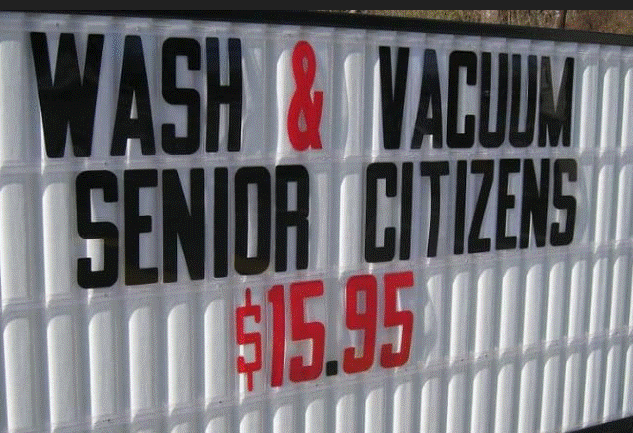 WASH & VACUUM
SENIOR CITIZENS
$15.95